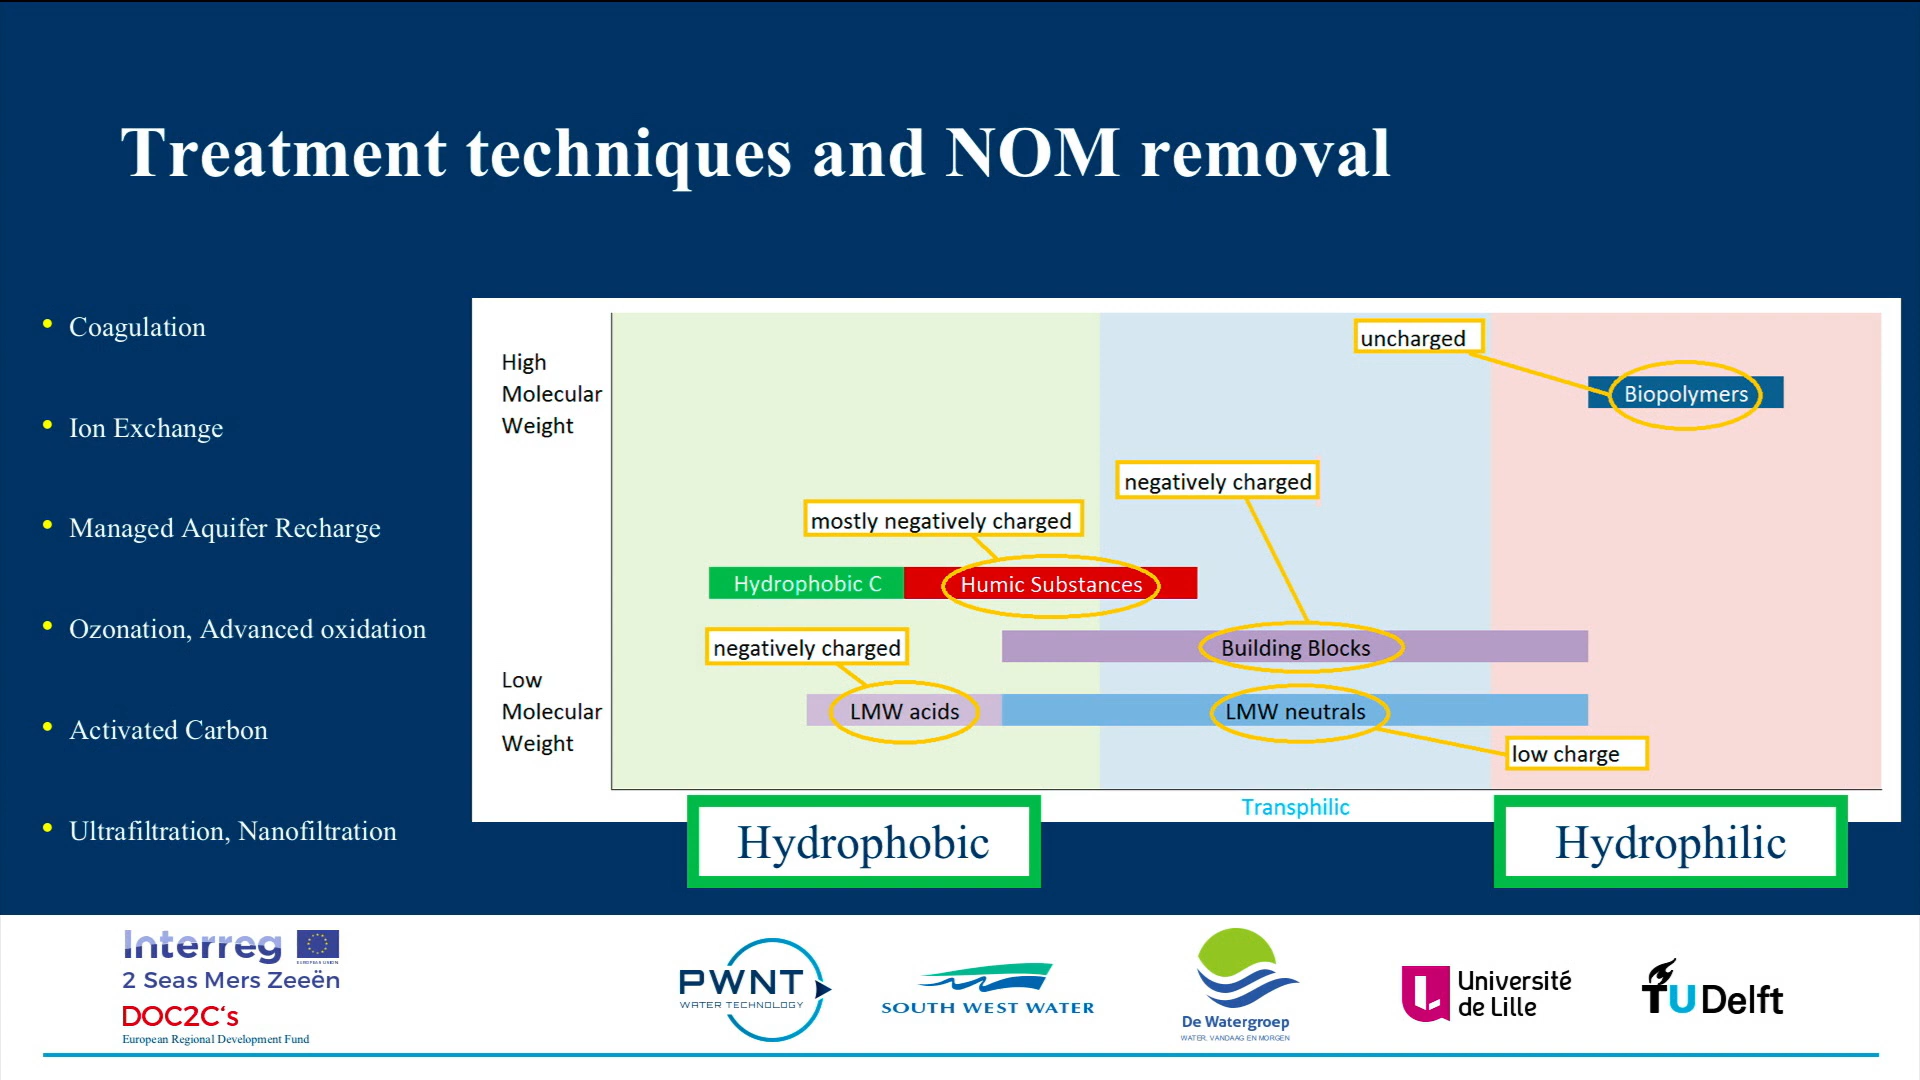 Treatment techniques and NOM removal
Coagulation
Ion Exchange
Managed Aquifer Recharge
Ozonation, Advanced oxidation
Activated Carbon
Ultrafiltration, Nanofiltration
High
Molecular
Weight
uncharged
Biopolymers
negatively charged
mostly negatively charged
Hydrophobic C
Humic Substances
negatively charged
Building Blocks
Low
Molecular
Weight
LMW acids
LMW neutrals
low charge
Transphilic
Hydrophobic
Hydrophilic
Interreg
EUROPEAN UNION
2 Seas Mers Zeeën
DOC2C‘s
European Regional Development Fund
PWNT
WATER TECHNOLOGY
SOUTH WEST WATER
De Watergroep
WATER. VANDAAG EN MORGEN
Université
de Lille
TU Delft